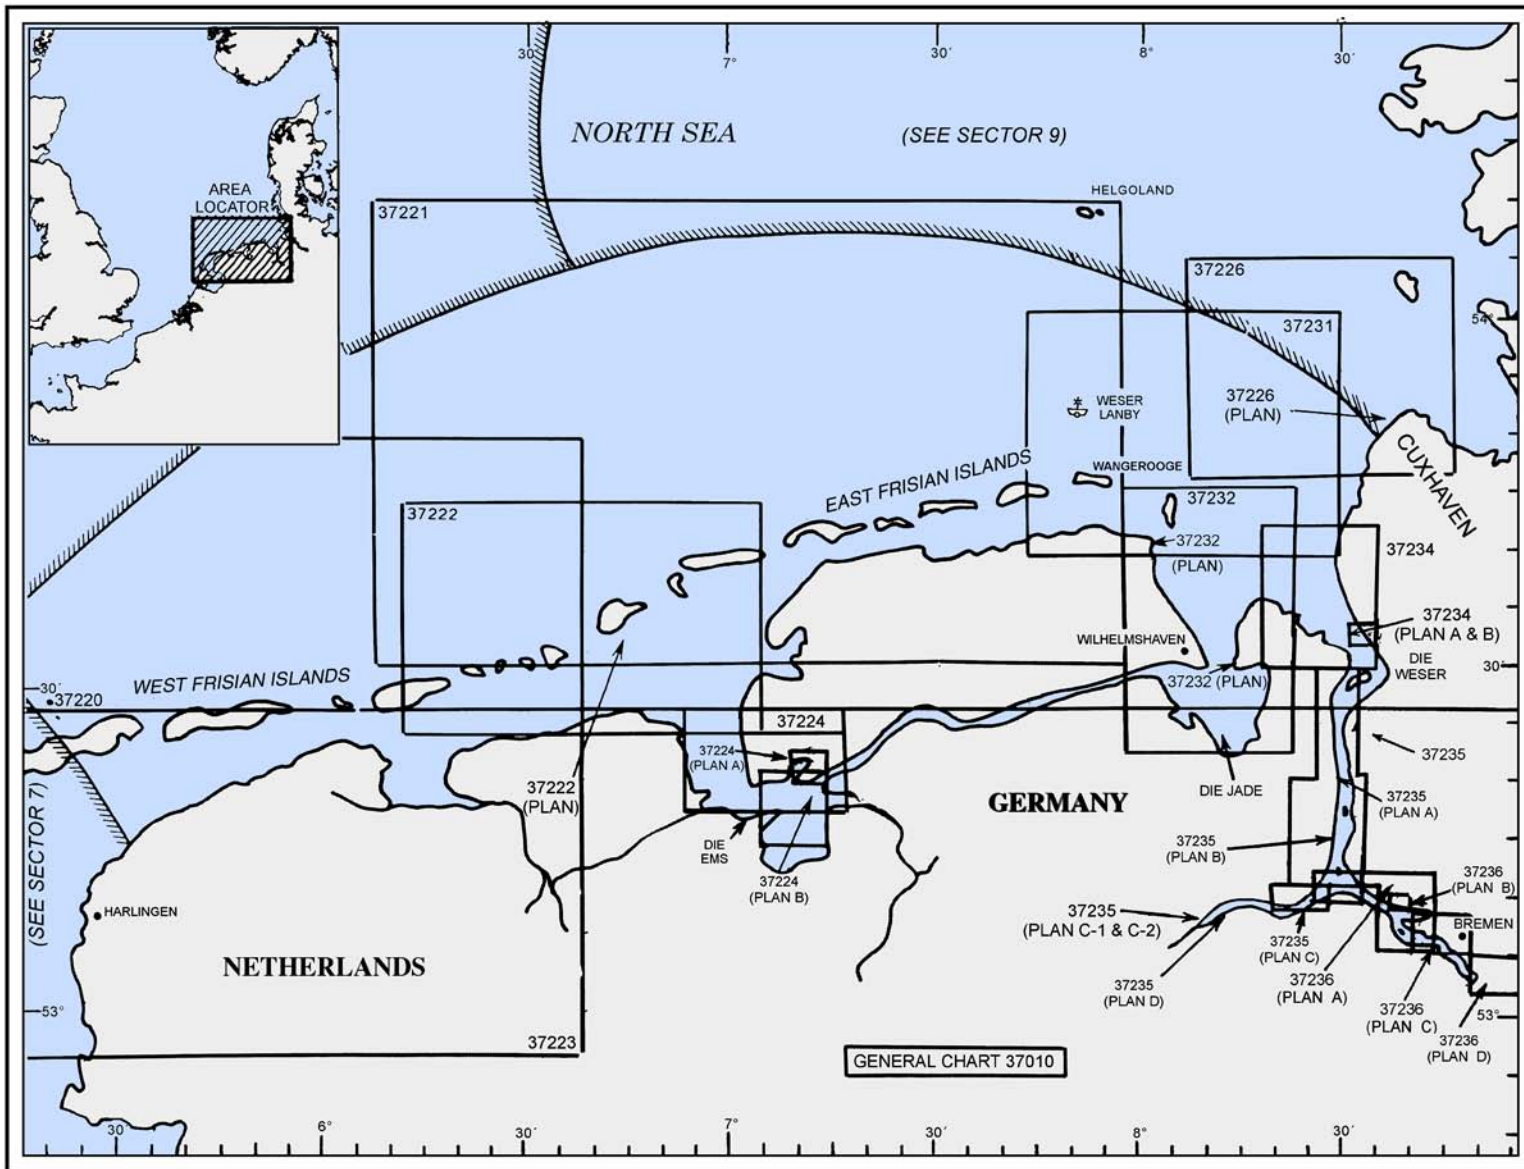 30′
7°
30′
8°
30′
NORTH SEA
(SEE SECTOR 9)
AREA
LOCATOR
HELGOLAND
37221
37226
54°
37231
37226
(PLAN)
WESER
LANBY
CUXHAVEN
EAST FRISIAN ISLANDS
WANGEROOGE
37232
37222
37232
(PLAN)
37234
37234
(PLAN A & B)
WILHELMSHAVEN
DIE
WESER
30′
37232 (PLAN)
WEST FRISIAN ISLANDS
30′
37220
37224
37224
(PLAN A)
37235
37222
(PLAN)
DIE JADE
GERMANY
37235
(PLAN A)
(SEE SECTOR 7)
DIE
EMS
37235
(PLAN B)
37224
(PLAN B)
37236
(PLAN B)
HARLINGEN
37235
(PLAN C-1 & C-2)
BREMEN
37235
(PLAN C)
NETHERLANDS
37235
(PLAN D)
37236
(PLAN A)
37236
(PLAN C)
53°
53°
37236
(PLAN D)
37223
GENERAL CHART 37010
30′
6°
30′
7°
30′
8°
30′